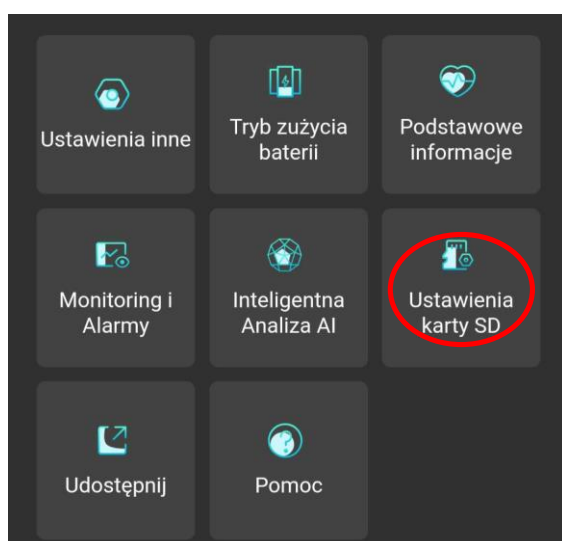 Ustawienia inne
Tryb zużycia
baterii
Podstawowe
informacje
Monitoring i
Alarmy
Inteligentna
Analiza AI
Ustawienia
karty SD
Udostępnij
Pomoc